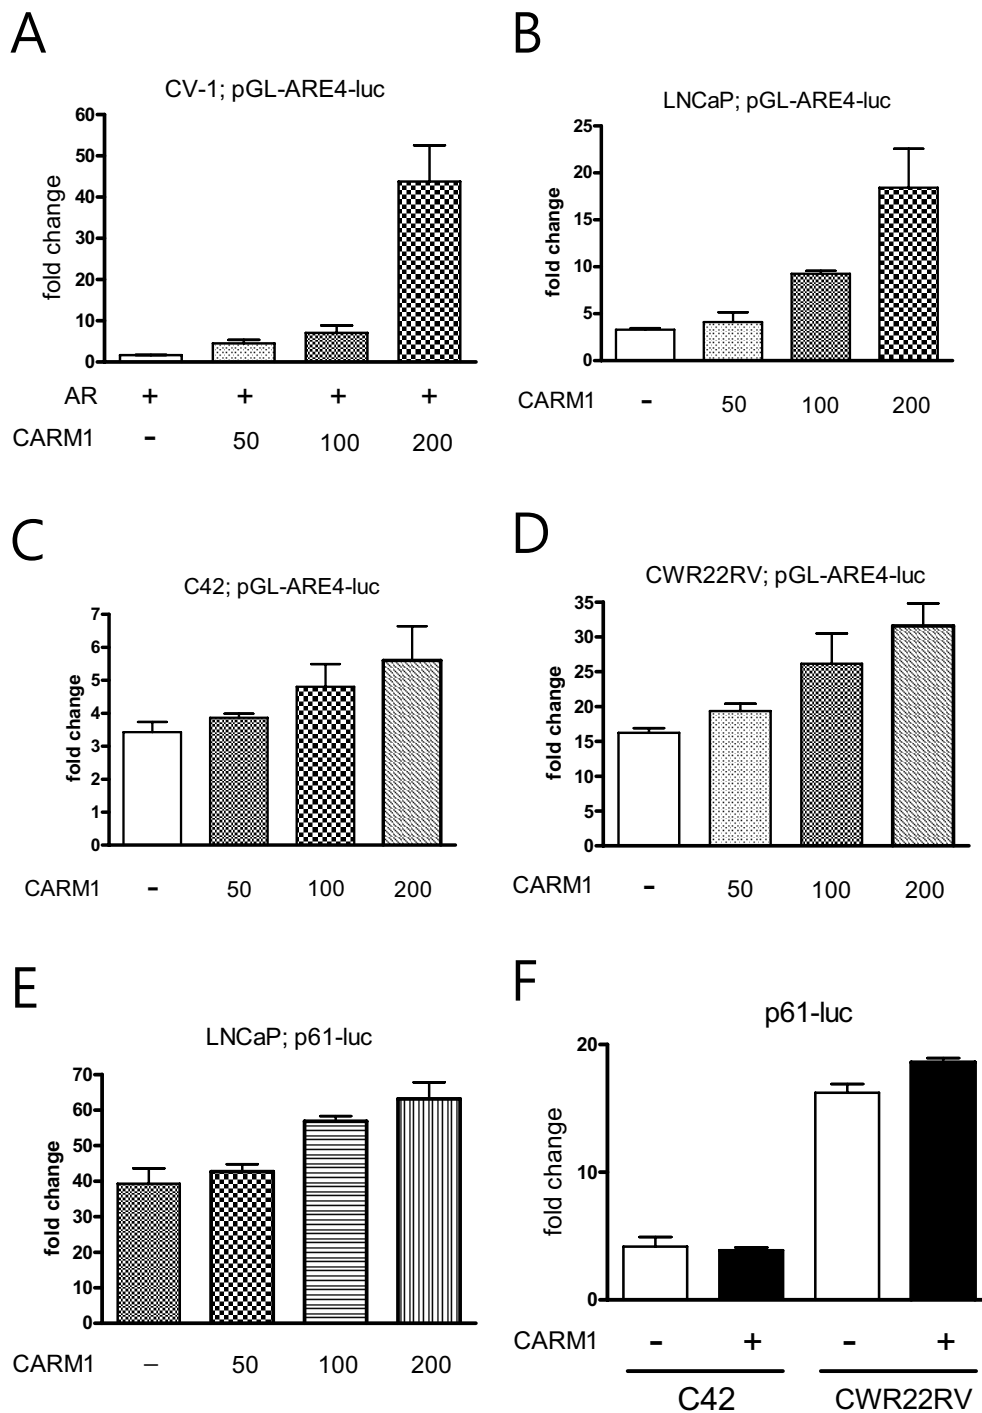 A
CV-1; pGL-ARE4-luc
fold change
60
50
40
30
20
10
0
AR + + + +
CARM1 - 50 100 200
B
LNCaP; pGL-ARE4-luc
fold change
25
20
15
10
5
0
CARM1 - 50 100 200
C
C42; pGL-ARE4-luc
fold change
7
6
5
4
3
2
1
0
CARM1 - 50 100 200
D
CWR22RV; pGL-ARE4-luc
fold change
35
30
25
20
15
10
5
0
CARM1 - 50 100 200
E
LNCaP; p61-luc
fold change
70
60
50
40
30
20
10
0
CARM1 – 50 100 200
F
p61-luc
fold change
20
10
0
CARM1 - + - +
C42 CWR22RV